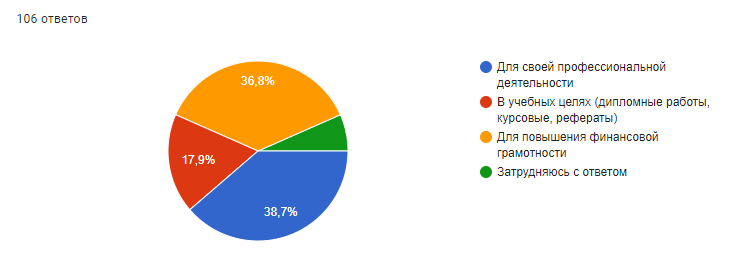 106 ответов
36,8%
17,9%
38,7%
Для своей профессиональной
деятельности
В учебных целях (дипломные работы,
курсовые, рефераты)
Для повышения финансовой
грамотности
Затрудняюсь с ответом